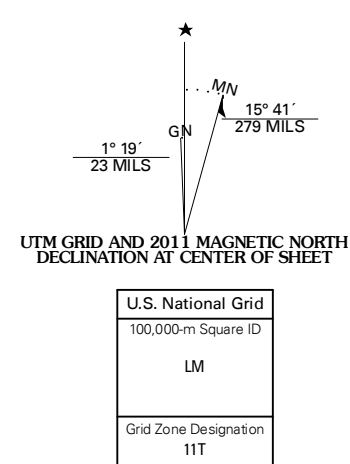 ★
MN
15° 41´
279 MILS
GN
1° 19´
23 MILS
UTM GRID AND 2011 MAGNETIC NORTH
DECLINATION AT CENTER OF SHEET
U.S. National Grid
100,000-m Square ID
LM
Grid Zone Designation
11T